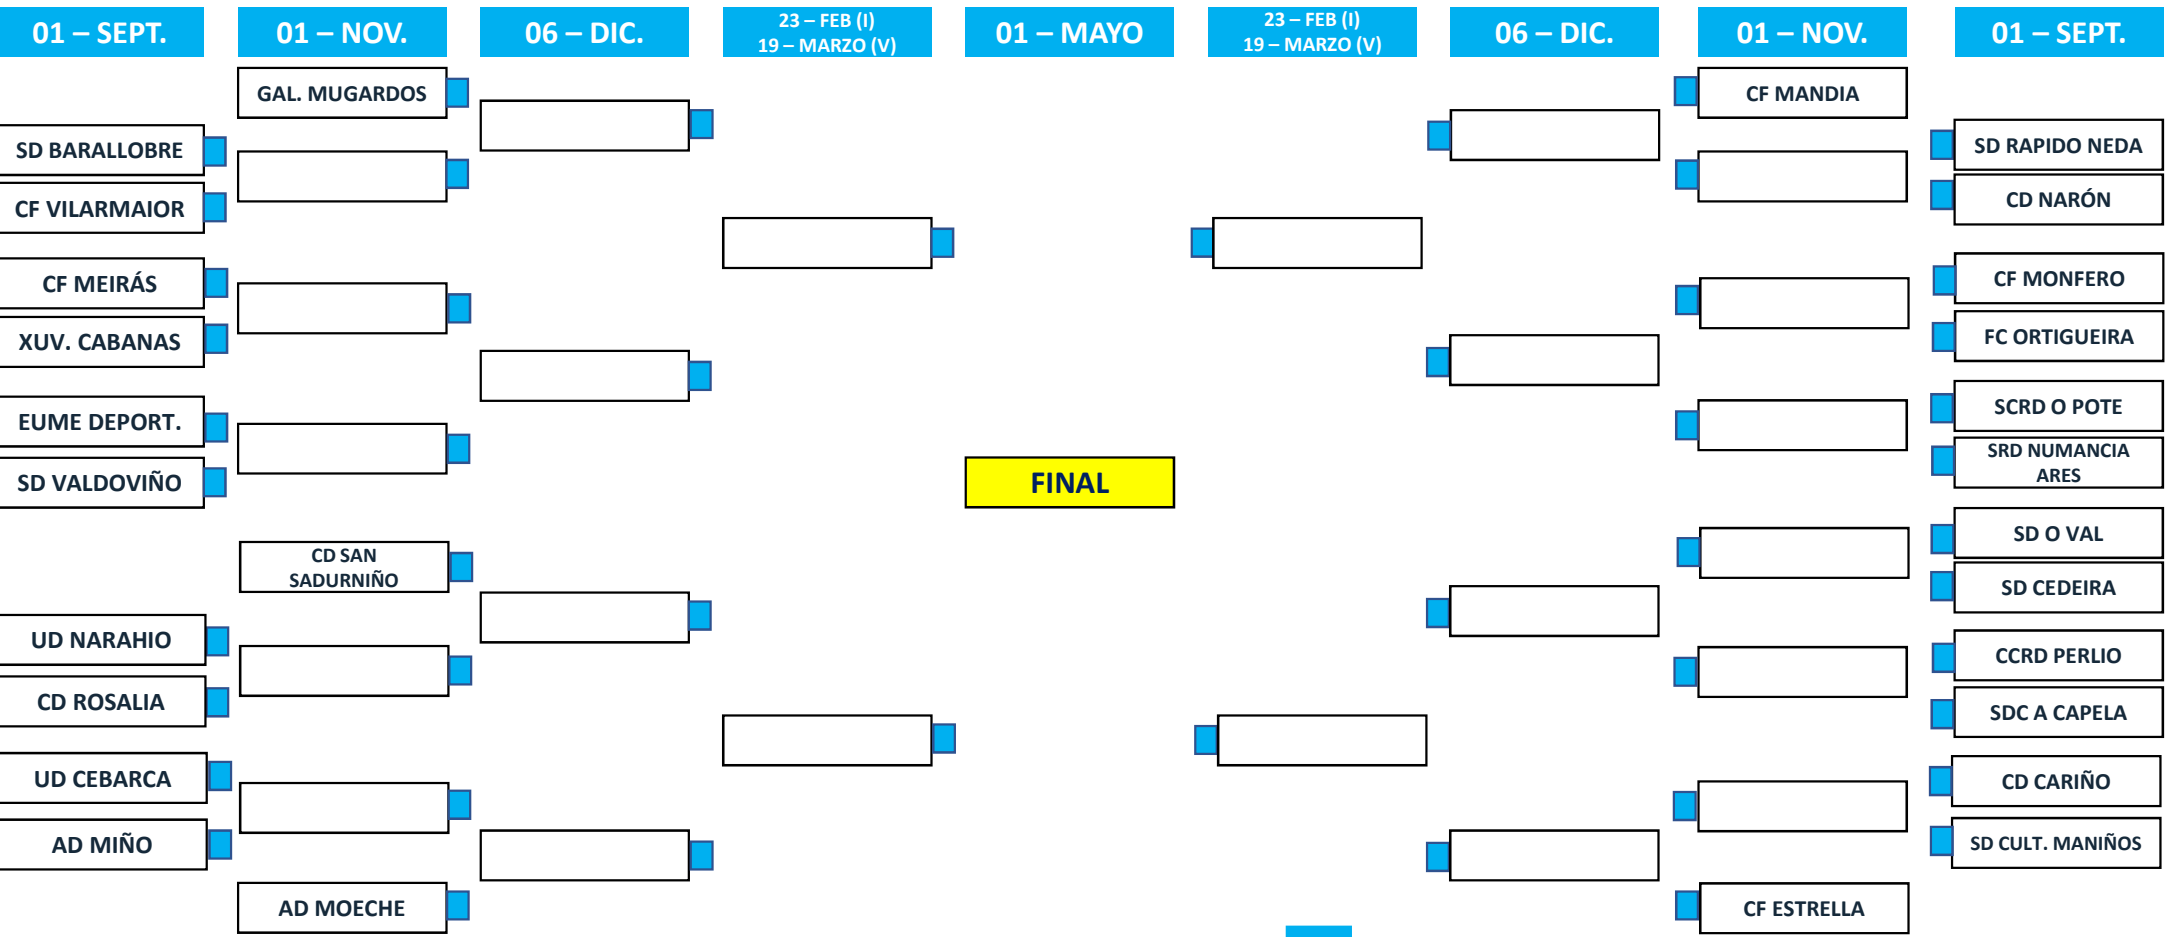 01 – SEPT.
01 – NOV.
06 – DIC.
23 – FEB (I)
19 – MARZO (V)
01 – MAYO
23 – FEB (I)
19 – MARZO (V)
06 – DIC.
01 – NOV.
01 – SEPT.
SD BARALLOBRE
CF VILARMAIOR
CF MEIRÁS
XUV. CABANAS
EUME DEPORT.
SD VALDOVIÑO
UD NARAHIO
CD ROSALIA
UD CEBARCA
AD MIÑO
GAL. MUGARDOS
CD SAN
SADURNIÑO
AD MOECHE
FINAL
CF MANDIA
CF ESTRELLA
SD RAPIDO NEDA
CD NARÓN
CF MONFERO
FC ORTIGUEIRA
SCRD O POTE
SRD NUMANCIA
ARES
SD O VAL
SD CEDEIRA
CCRD PERLIO
SDC A CAPELA
CD CARIÑO
SD CULT. MANIÑOS